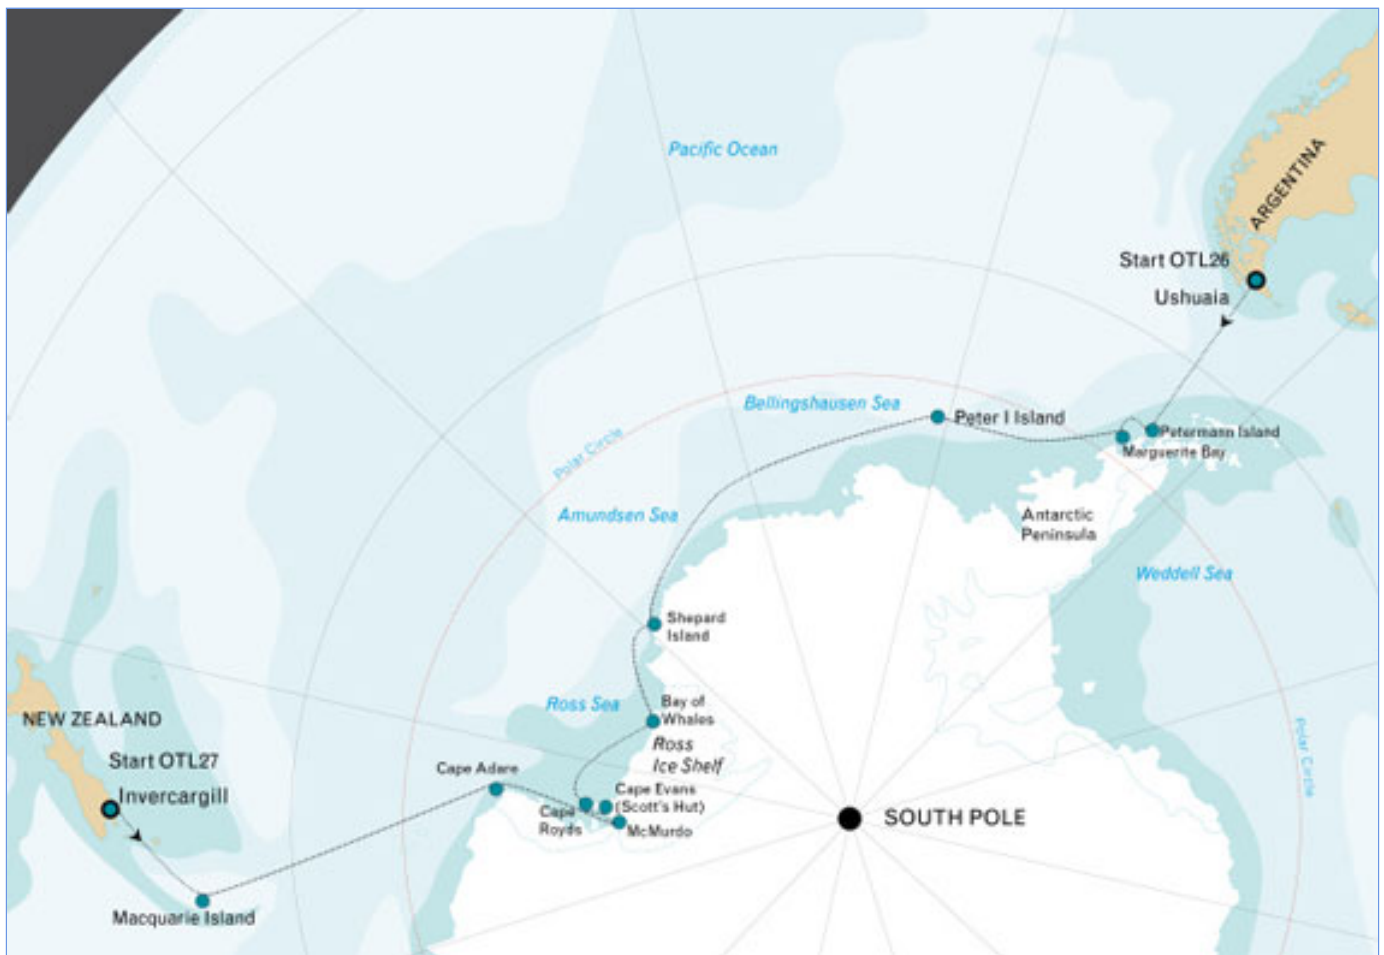 Pacific Ocean
ARGENTINA
Start OTL26
Ushuaia
Bellingshausen Sea
Peter I Island
Petermann Island
Marguerite Bay
Polar Circle
Amundsen Sea
Antarctic
Peninsula
Weddell Sea
Shepard
Island
Ross Sea
Bay of
Whales
NEW ZEALAND
Ross
Ice Shelf
Start OTL27
Cape Adare
Invercargill
Cape Evans
(Scott's Hut)
Cape
Royds
McMurdo
SOUTH POLE
Polar Circle
Macquarie Island